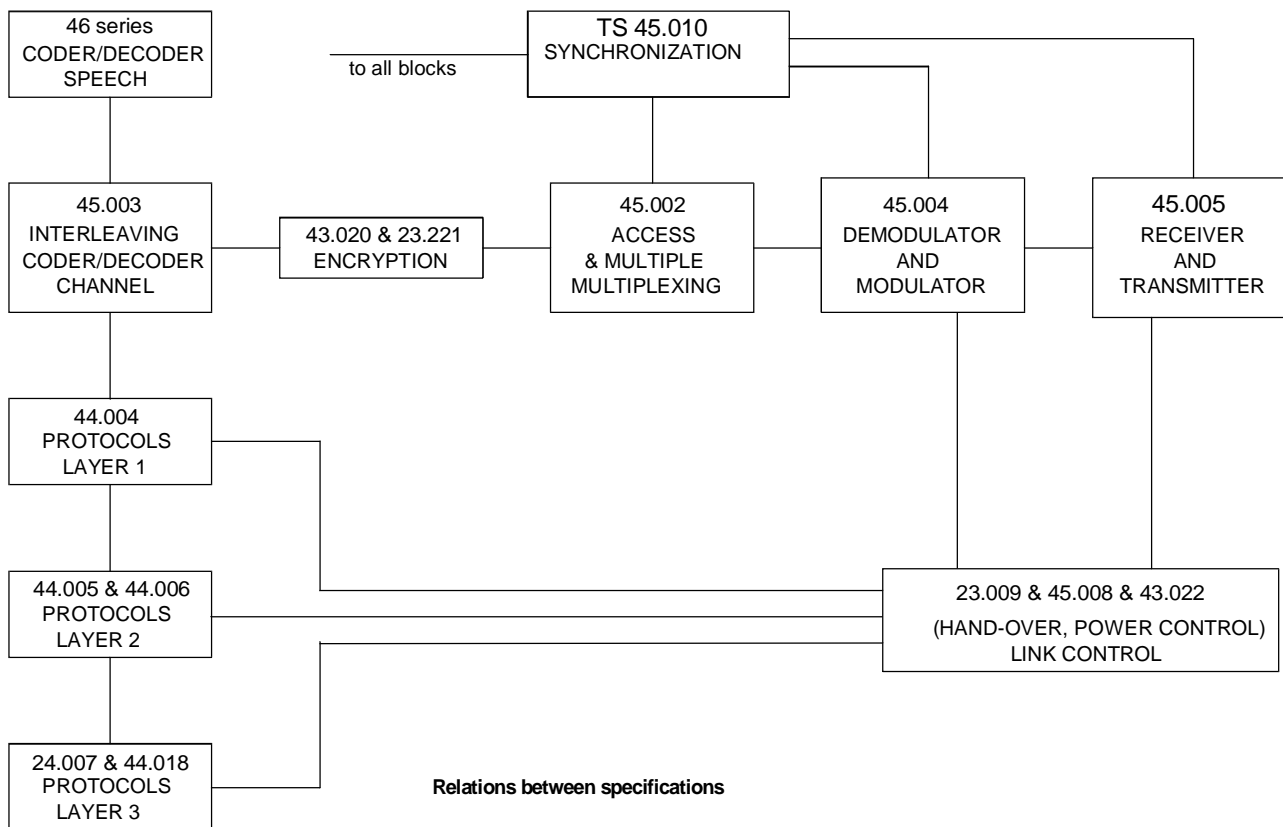 46 series
CODER/DECODER
SPEECH
to all blocks
TS 45.010
SYNCHRONIZATION
45.003
INTERLEAVING
CODER/DECODER
CHANNEL
43.020 & 23.221
ENCRYPTION
45.002
ACCESS
& MULTIPLE
MULTIPLEXING
45.004
DEMODULATOR
AND
MODULATOR
45.005
RECEIVER
AND
TRANSMITTER
44.004
PROTOCOLS
LAYER 1
44.005 & 44.006
PROTOCOLS
LAYER 2
23.009 & 45.008 & 43.022
(HAND-OVER, POWER CONTROL)
LINK CONTROL
24.007 & 44.018
PROTOCOLS
LAYER 3
Relations between specifications